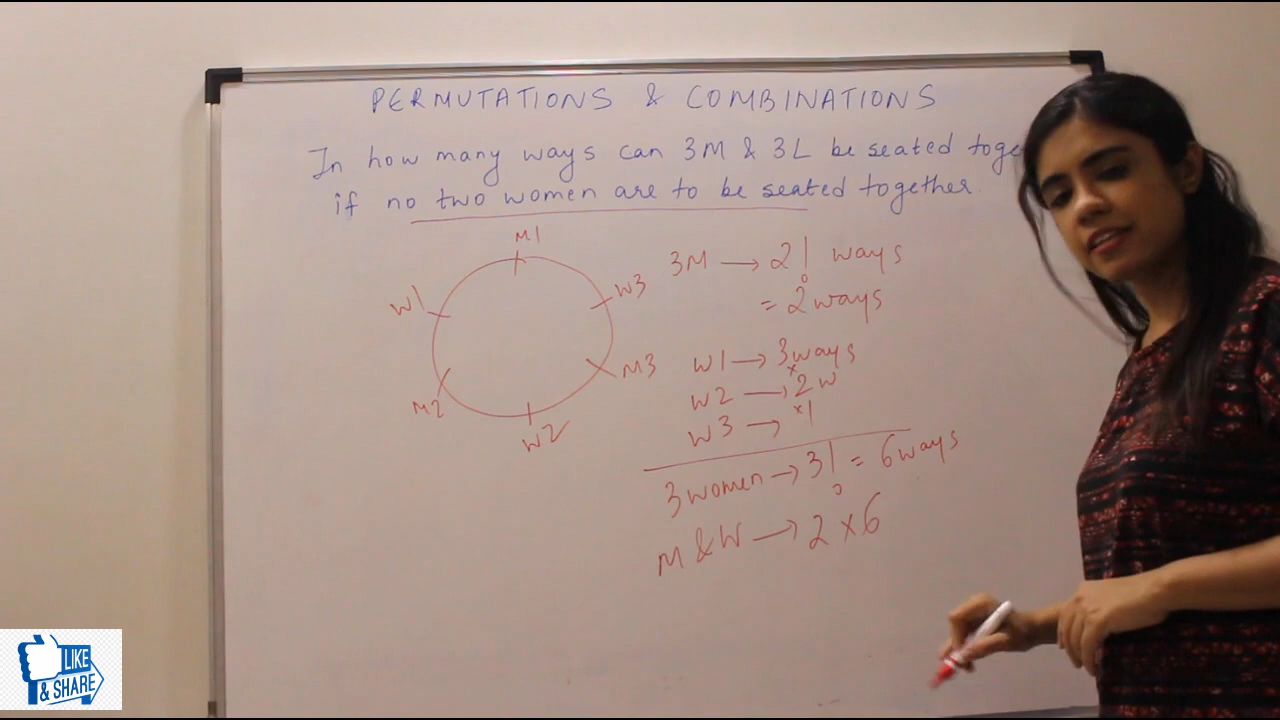 PERMUTATIONS & COMBINATIONS
In how many ways can 3M & 3L be seated toge
if no two women are to be seated together.
M1
W1
W3
M2
M3
W2
3M → 2! ways
= 2 ways
W1 → 3 ways
W2 → × 2 w
W3 → × 1
3 women → 3! = 6 ways
M & W → 2 × 6
LIKE
& SHARE